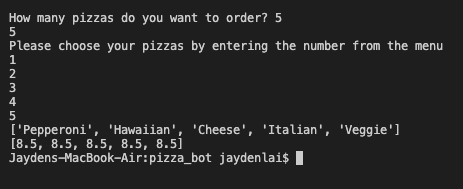 How many pizzas do you want to order? 5
5
Please choose your pizzas by entering the number from the menu
1
2
3
4
5
['Pepperoni', 'Hawaiian', 'Cheese', 'Italian', 'Veggie']
[8.5, 8.5, 8.5, 8.5, 8.5]
Jaydens-MacBook-Air:pizza_bot jaydenlai$